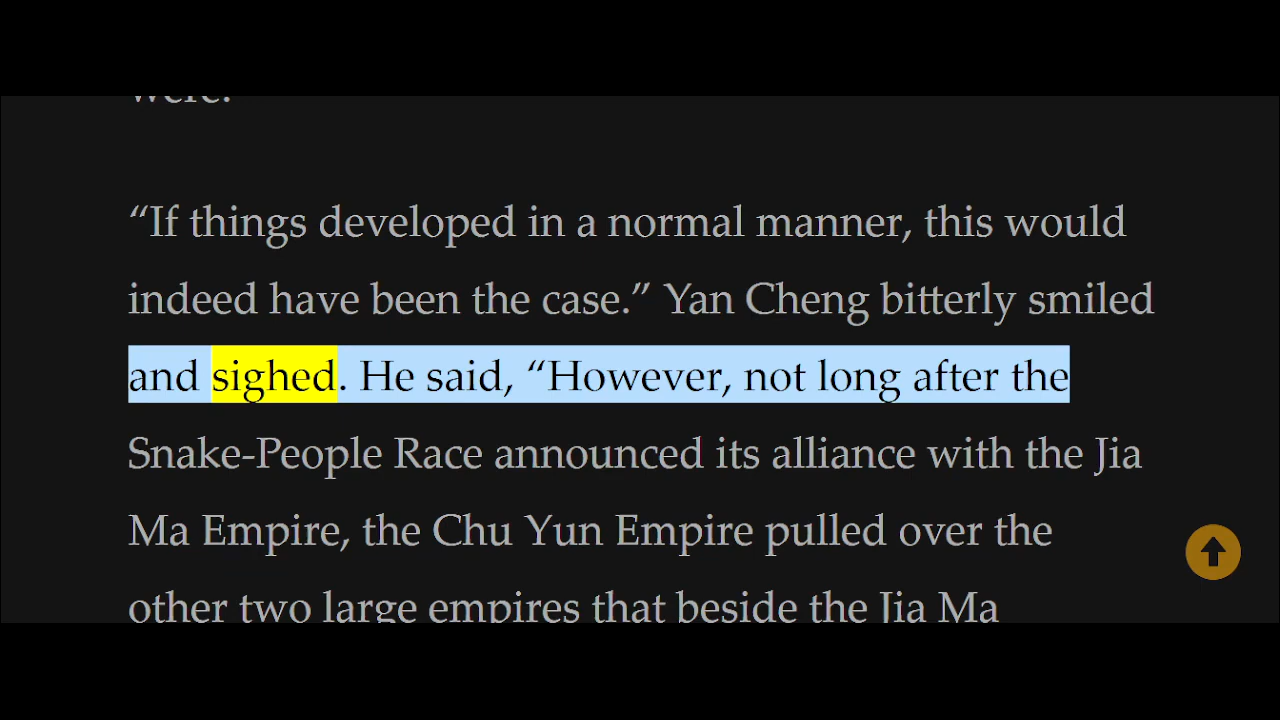 were.
“If things developed in a normal manner, this would
indeed have been the case.” Yan Cheng bitterly smiled
and sighed. He said, “However, not long after the
Snake-People Race announced its alliance with the Jia
Ma Empire, the Chu Yun Empire pulled over the
other two large empires that beside the Jia Ma